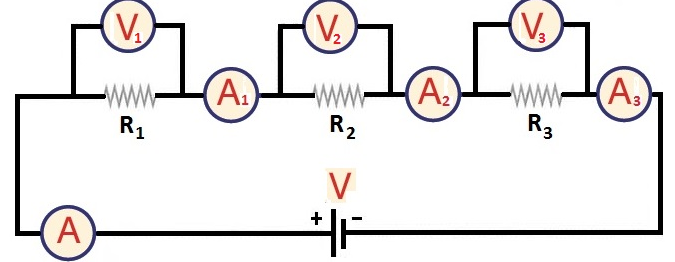 V₁ V₂ V₃
A₁ A₂ A₃
R₁ R₂ R₃
V
+ -
A